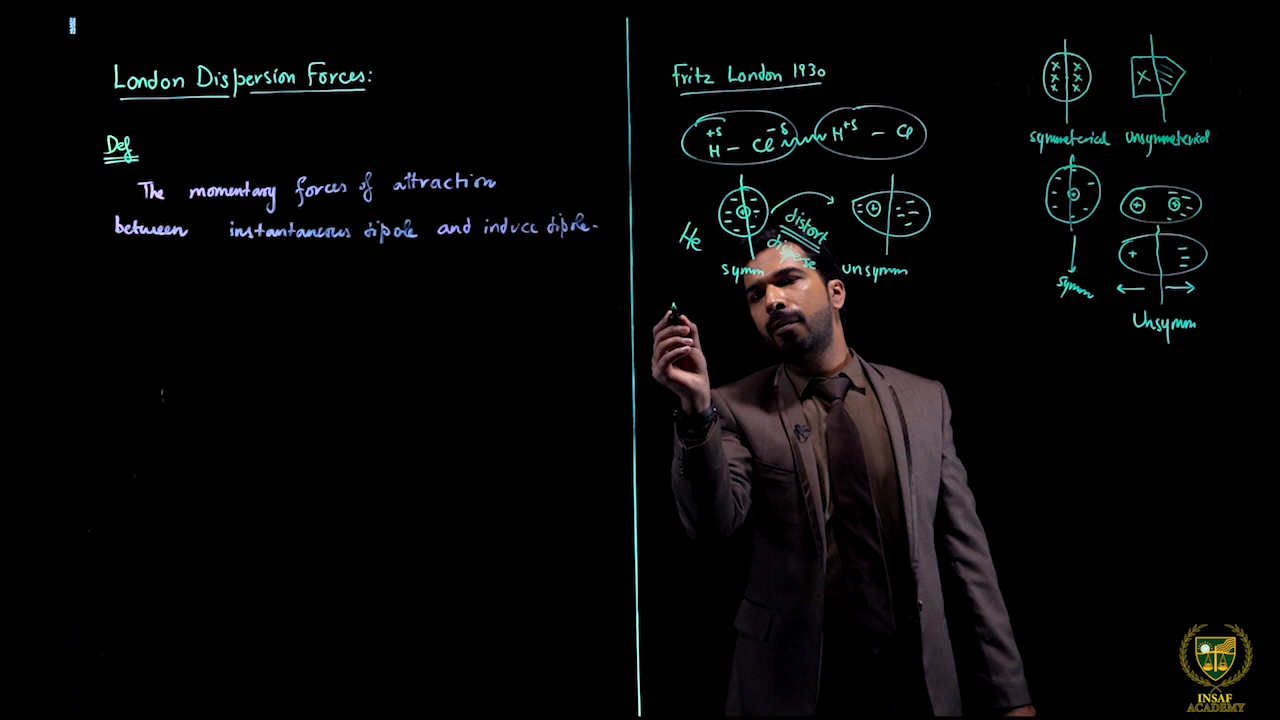 London Dispersion Forces:
Def
The momentary forces of attraction
between instantaneous dipole and induce dipole.
Fritz London 1930
+δ -δ
H - Cl
H+δ - Cl
He
distort
disperse
symm
unsymm
symmeterical
unsymmeterical
symm
Unsymm
INSAF
ACADEMY